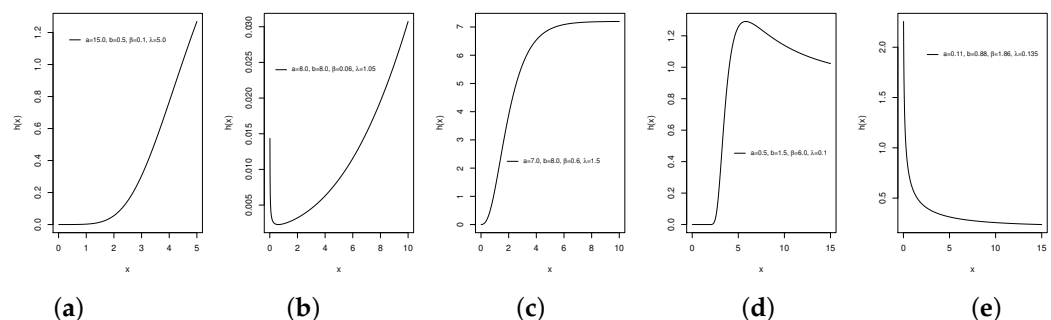 h(x)
0.0 0.2 0.4 0.6 0.8 1.0 1.2
a=15.0, b=0.5, β=0.1, λ=5.0
0 1 2 3 4 5
x
(a)
h(x)
0.005 0.010 0.015 0.020 0.025 0.030
a=8.0, b=8.0, β=0.06, λ=1.05
0 2 4 6 8 10
x
(b)
h(x)
0 1 2 3 4 5 6 7
a=7.0, b=8.0, β=0.6, λ=1.5
0 2 4 6 8 10
x
(c)
h(x)
0.0 0.2 0.4 0.6 0.8 1.0 1.2
a=0.5, b=1.5, β=6.0, λ=0.1
0 5 10 15
x
(d)
h(x)
0.5 1.0 1.5 2.0
a=0.11, b=0.88, β=1.86, λ=0.135
0 5 10 15
x
(e)